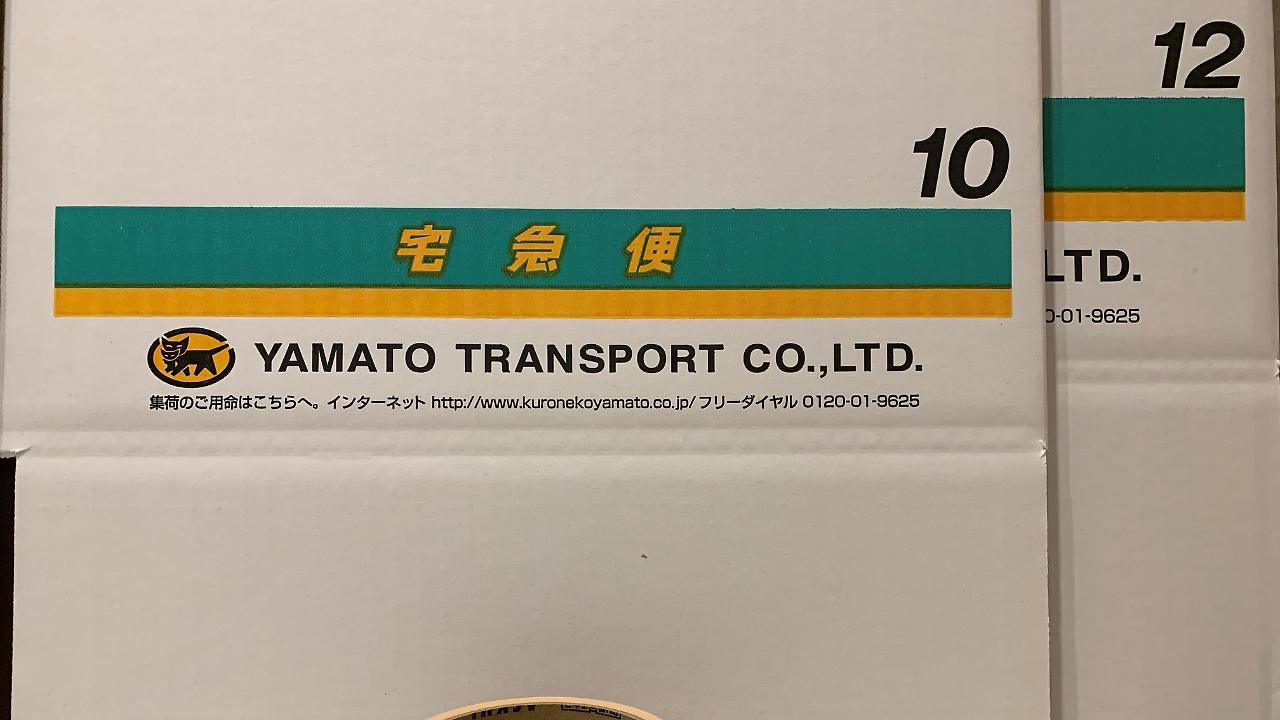 12
10
宅急便
YAMATO TRANSPORT CO.,LTD.
集荷のご用命はこちらへ。インターネット http://www.kuronekoyamato.co.jp/ フリーダイヤル 0120-01-9625
LTD.
0-01-9625